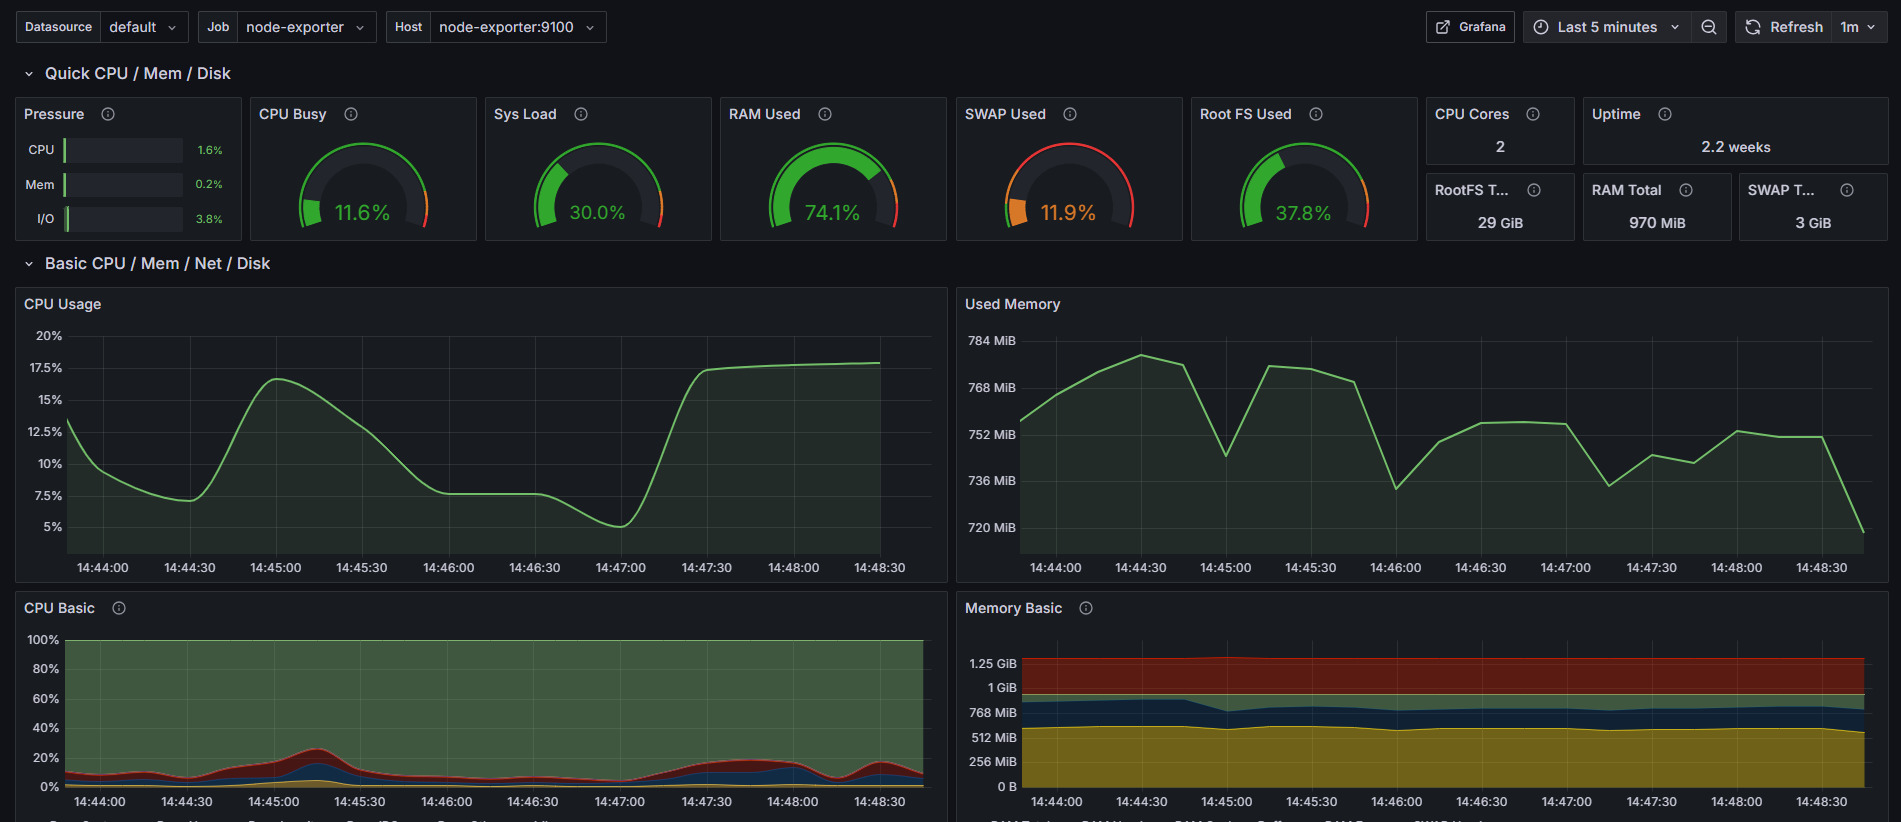 Datasource default Job node-exporter Host node-exporter:9100 Grafana Last 5 minutes Refresh 1m
Quick CPU / Mem / Disk
Pressure CPU Busy Sys Load RAM Used SWAP Used Root FS Used CPU Cores Uptime
CPU 1.6%
Mem 0.2%
I/O 3.8%
11.6%
30.0%
74.1%
11.9%
37.8%
2
2.2 weeks
RootFS T... RAM Total SWAP T...
29 GiB 970 MiB 3 GiB
Basic CPU / Mem / Net / Disk
CPU Usage
20%
17.5%
15%
12.5%
10%
7.5%
5%
14:44:00 14:44:30 14:45:00 14:45:30 14:46:00 14:46:30 14:47:00 14:47:30 14:48:00 14:48:30
Used Memory
784 MiB
768 MiB
752 MiB
736 MiB
720 MiB
14:44:00 14:44:30 14:45:00 14:45:30 14:46:00 14:46:30 14:47:00 14:47:30 14:48:00 14:48:30
CPU Basic
100%
80%
60%
40%
20%
0%
14:44:00 14:44:30 14:45:00 14:45:30 14:46:00 14:46:30 14:47:00 14:47:30 14:48:00 14:48:30
Memory Basic
1.25 GiB
1 GiB
768 MiB
512 MiB
256 MiB
0 B
14:44:00 14:44:30 14:45:00 14:45:30 14:46:00 14:46:30 14:47:00 14:47:30 14:48:00 14:48:30